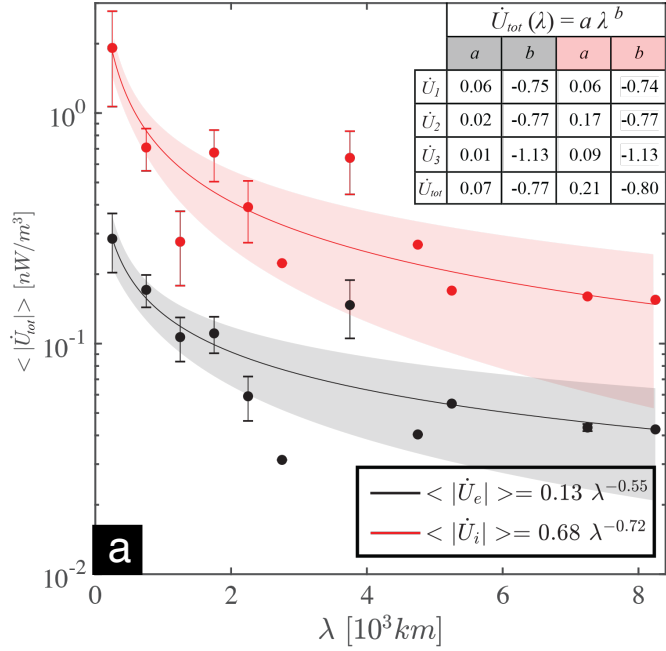 U̇tot (λ) = a λ^b
a b a b
U̇1 0.06 -0.75 0.06 -0.74
U̇2 0.02 -0.77 0.17 -0.77
U̇3 0.01 -1.13 0.09 -1.13
U̇tot 0.07 -0.77 0.21 -0.80
10^0
10^-1
10^-2
< |U̇tot| > [nW/m^3]
< |U̇e| >= 0.13 λ^−0.55
< |U̇i| >= 0.68 λ^−0.72
a
0 2 4 6 8
λ [10^3km]